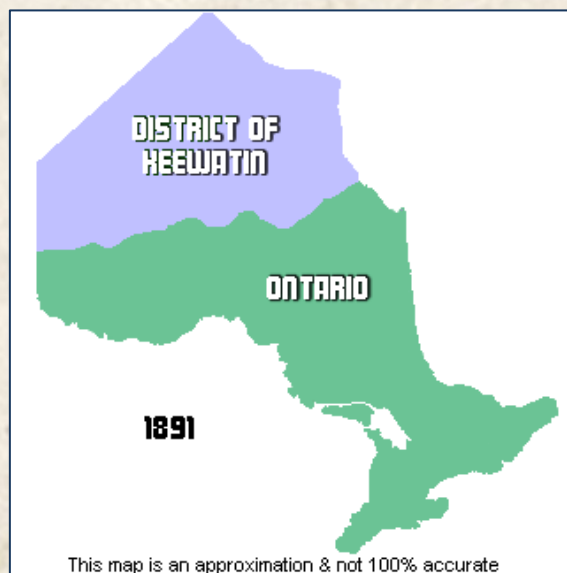 DISTRICT OF
KEEWATIN
ONTARIO
1891
This map is an approximation & not 100% accurate